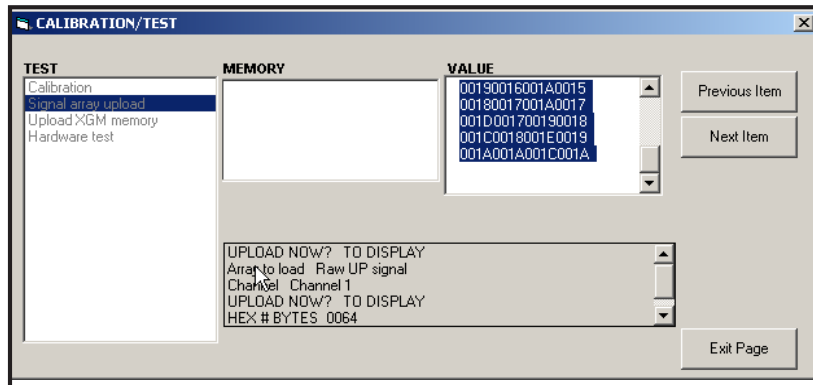 CALIBRATION/TEST
TEST
Calibration
Signal array upload
Upload XGM memory
Hardware test
MEMORY
VALUE
00190016001A0015
00180017001A0017
001D001700190018
001C0018001E0019
001A001A001C001A
Previous Item
Next Item
UPLOAD NOW? TO DISPLAY
Array to load Raw UP signal
Channel Channel 1
UPLOAD NOW? TO DISPLAY
HEX # BYTES 0064
Exit Page